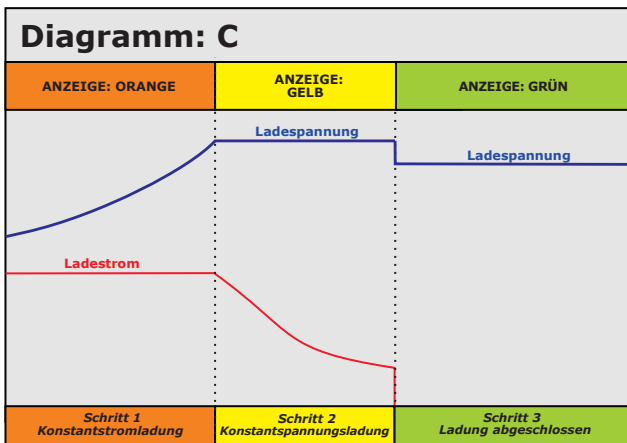 Diagramm: C
ANZEIGE: ORANGE
ANZEIGE:
GELB
ANZEIGE: GRÜN
Ladespannung
Ladespannung
Ladestrom
Schritt 1
Konstantstromladung
Schritt 2
Konstantspannungsladung
Schritt 3
Ladung abgeschlossen